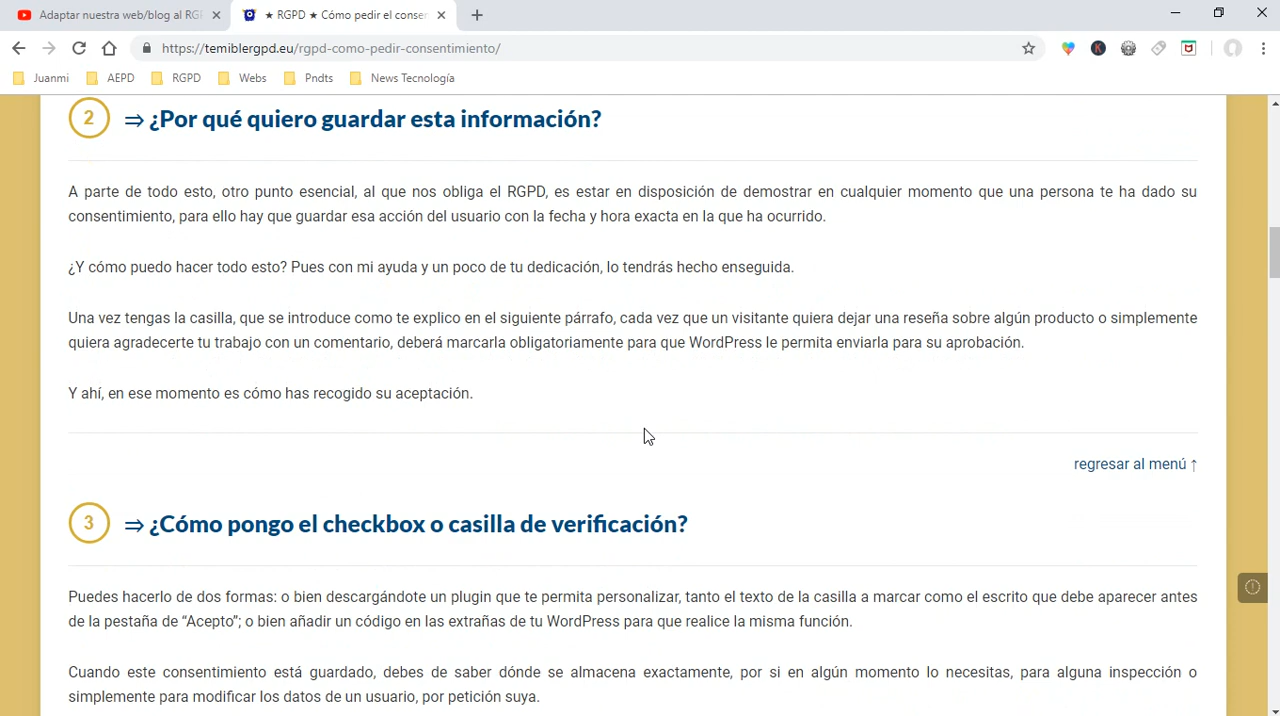 Adaptar nuestra web/blog al RGP
★ RGPD ★ Cómo pedir el conser
https://temiblergpd.eu/rgpd-como-pedir-consentimiento/
Juanmi AEPD RGPD Webs Pndts News Tecnología
2 ⇒ ¿Por qué quiero guardar esta información?
A parte de todo esto, otro punto esencial, al que nos obliga el RGPD, es estar en disposición de demostrar en cualquier momento que una persona te ha dado su
consentimiento, para ello hay que guardar esa acción del usuario con la fecha y hora exacta en la que ha ocurrido.
¿Y cómo puedo hacer todo esto? Pues con mi ayuda y un poco de tu dedicación, lo tendrás hecho enseguida.
Una vez tengas la casilla, que se introduce como te explico en el siguiente párrafo, cada vez que un visitante quiera dejar una reseña sobre algún producto o simplemente
quiera agradecerte tu trabajo con un comentario, deberá marcarla obligatoriamente para que WordPress le permita enviarla para su aprobación.
Y ahí, en ese momento es cómo has recogido su aceptación.
regresar al menú ↑
3 ⇒ ¿Cómo pongo el checkbox o casilla de verificación?
Puedes hacerlo de dos formas: o bien descargándote un plugin que te permita personalizar, tanto el texto de la casilla a marcar como el escrito que debe aparecer antes
de la pestaña de “Acepto”; o bien añadir un código en las extrañas de tu WordPress para que realice la misma función.
Cuando este consentimiento está guardado, debes de saber dónde se almacena exactamente, por si en algún momento lo necesitas, para alguna inspección o
simplemente para modificar los datos de un usuario, por petición suya.